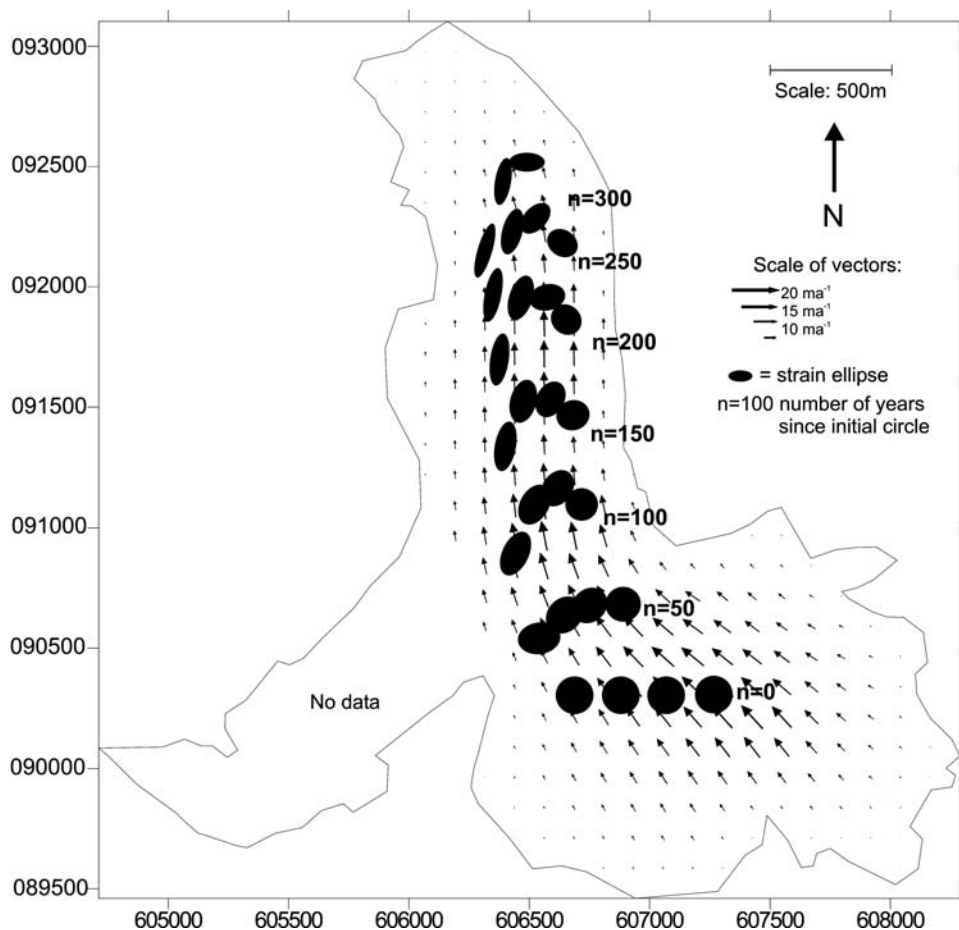 093000
092500
092000
091500
091000
090500
090000
089500
605000 605500 606000 606500 607000 607500 608000
Scale: 500m
N
Scale of vectors:
20 ma⁻¹
15 ma⁻¹
10 ma⁻¹
= strain ellipse
n=100 number of years
since initial circle
n=300
n=250
n=200
n=150
n=100
n=50
n=0
No data